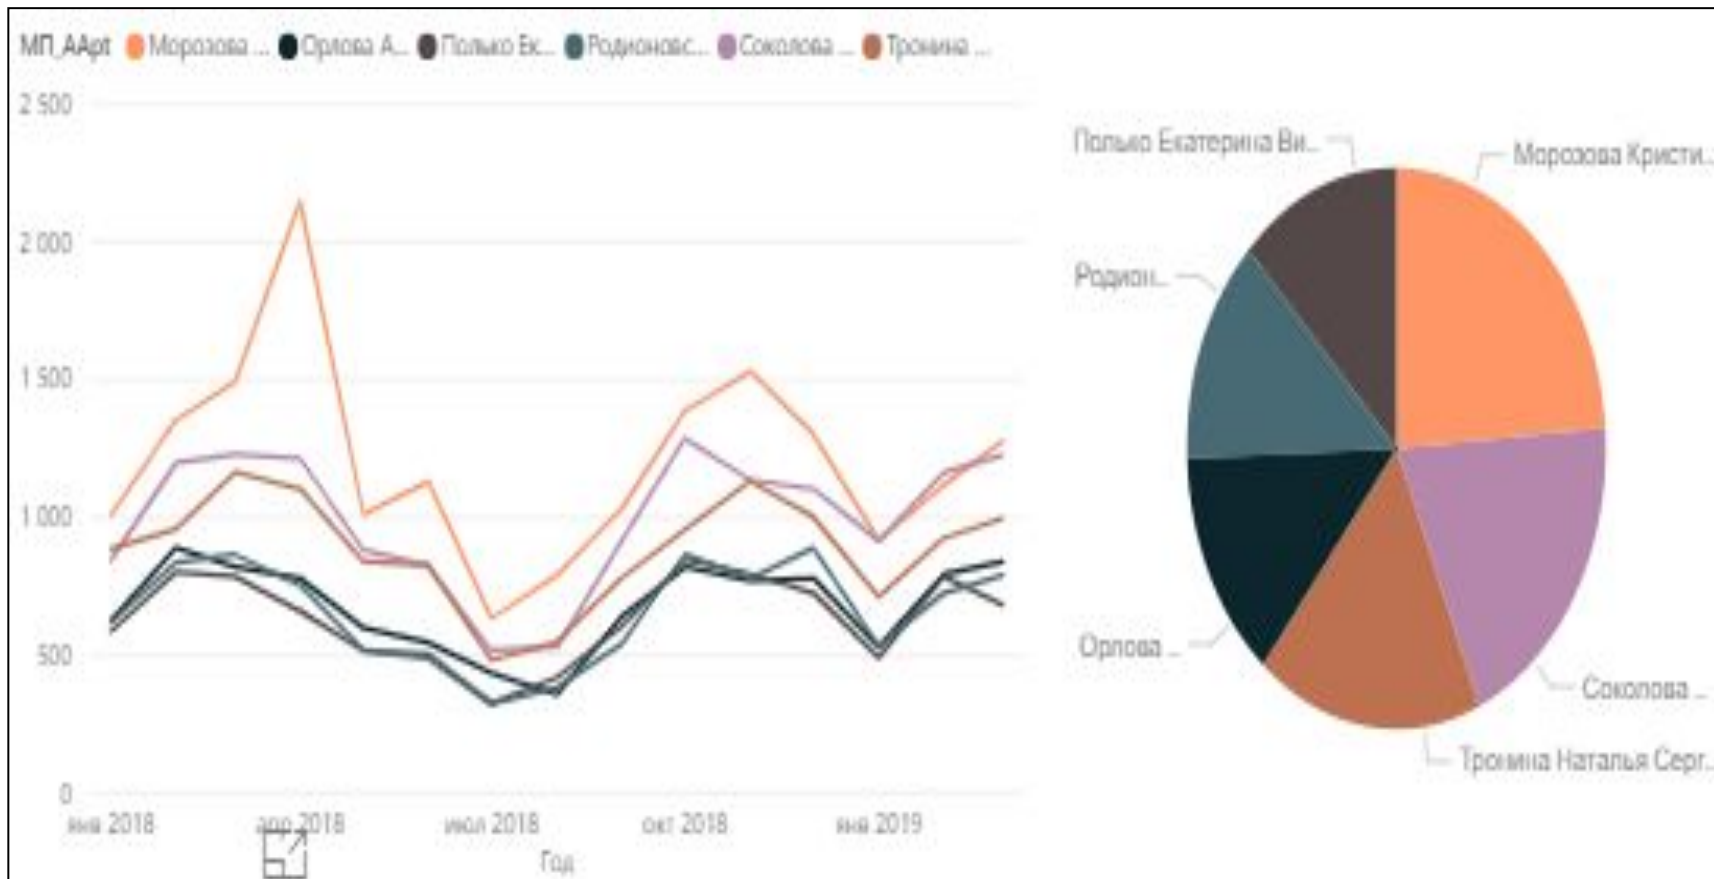 МП_AApt Морозова ... Орлова А... Полько Ек... Родионовс... Соколова ... Тронина ...
2 500
2 000
1 500
1 000
500
0
янв 2018 апр 2018 июл 2018 окт 2018 янв 2019
Год
Полько Екатерина Ви...
Морозова Кристи...
Родион...
Орлова ...
Соколова ...
Тронина Наталья Серг...